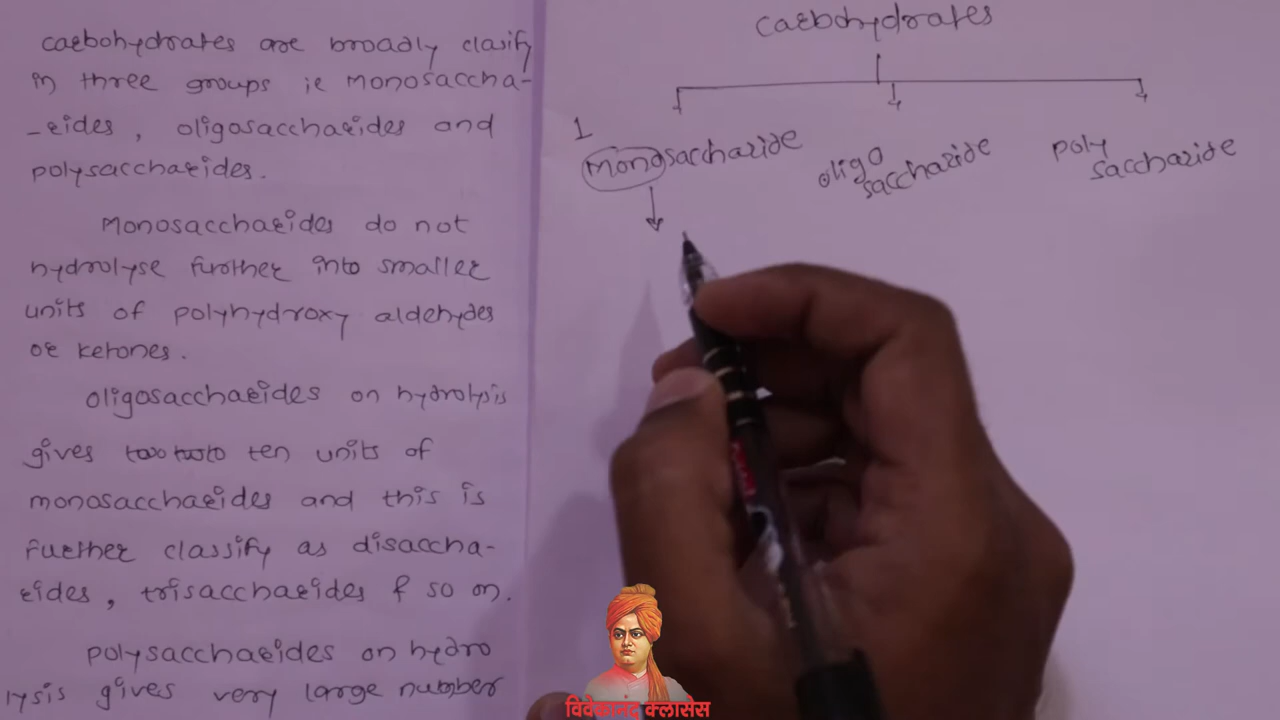 carbohydrates are broadly clasify
in three groups ie Monosaccha-
-rides, oligosaccharides and
polysaccharides.
Monosaccharides do not
hydrolyse further into smaller
units of polyhydroxy aldehydes
or ketones.
oligosaccharides on hydrolysis
gives ten units of
monosaccharides and this is
further classify as disaccha-
rides, trisaccharides & so on.
polysaccharides on hydro
lysis gives very large number
carbohydrates
1
Monosaccharide
oligo
saccharide
poly
saccharide
विवेकानंद क्लासेस